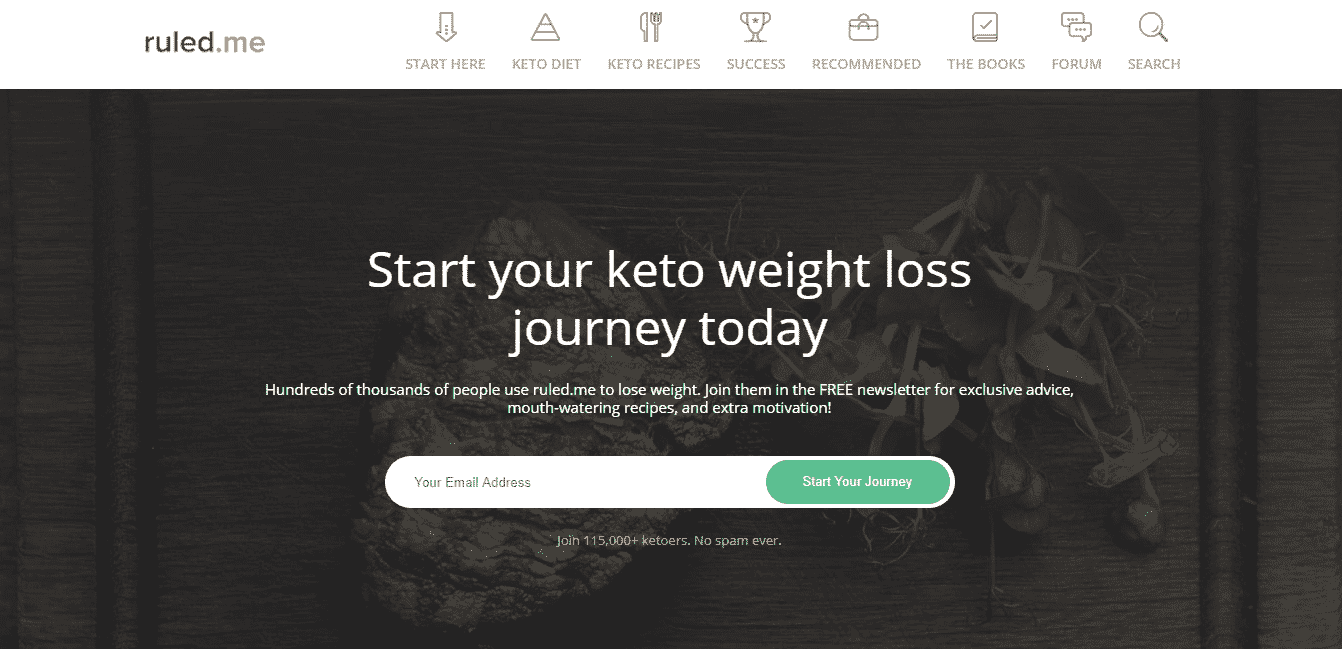 ruled.me
START HERE
KETO DIET
KETO RECIPES
SUCCESS
RECOMMENDED
THE BOOKS
FORUM
SEARCH
Start your keto weight loss
journey today
Hundreds of thousands of people use ruled.me to lose weight. Join them in the FREE newsletter for exclusive advice,
mouth-watering recipes, and extra motivation!
Your Email Address
Start Your Journey
Join 115,000+ ketoers. No spam ever.